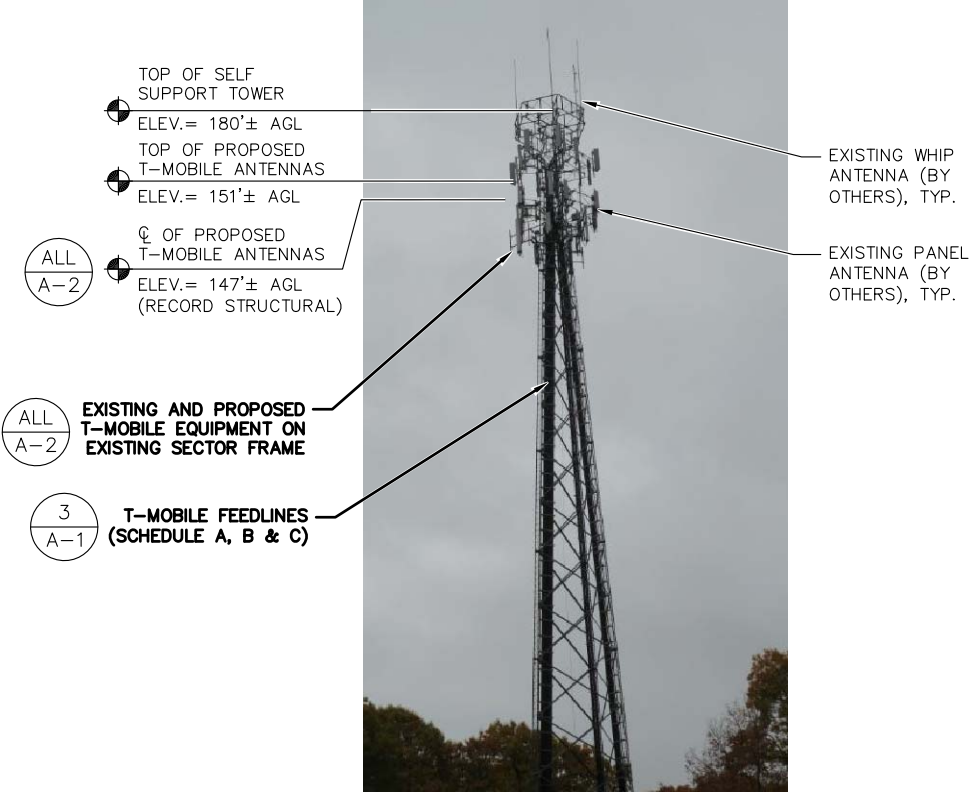 TOP OF SELF
SUPPORT TOWER
ELEV.= 180'± AGL
TOP OF PROPOSED
T-MOBILE ANTENNAS
ELEV.= 151'± AGL
℄ OF PROPOSED
T-MOBILE ANTENNAS
ELEV.= 147'± AGL
(RECORD STRUCTURAL)
ALL
A-2
EXISTING WHIP
ANTENNA (BY
OTHERS), TYP.
EXISTING PANEL
ANTENNA (BY
OTHERS), TYP.
ALL
A-2
EXISTING AND PROPOSED
T-MOBILE EQUIPMENT ON
EXISTING SECTOR FRAME
3
A-1
T-MOBILE FEEDLINES
(SCHEDULE A, B & C)